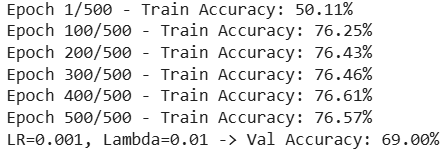 Epoch 1/500 - Train Accuracy: 50.11%
Epoch 100/500 - Train Accuracy: 76.25%
Epoch 200/500 - Train Accuracy: 76.43%
Epoch 300/500 - Train Accuracy: 76.46%
Epoch 400/500 - Train Accuracy: 76.61%
Epoch 500/500 - Train Accuracy: 76.57%
LR=0.001, Lambda=0.01 -> Val Accuracy: 69.00%